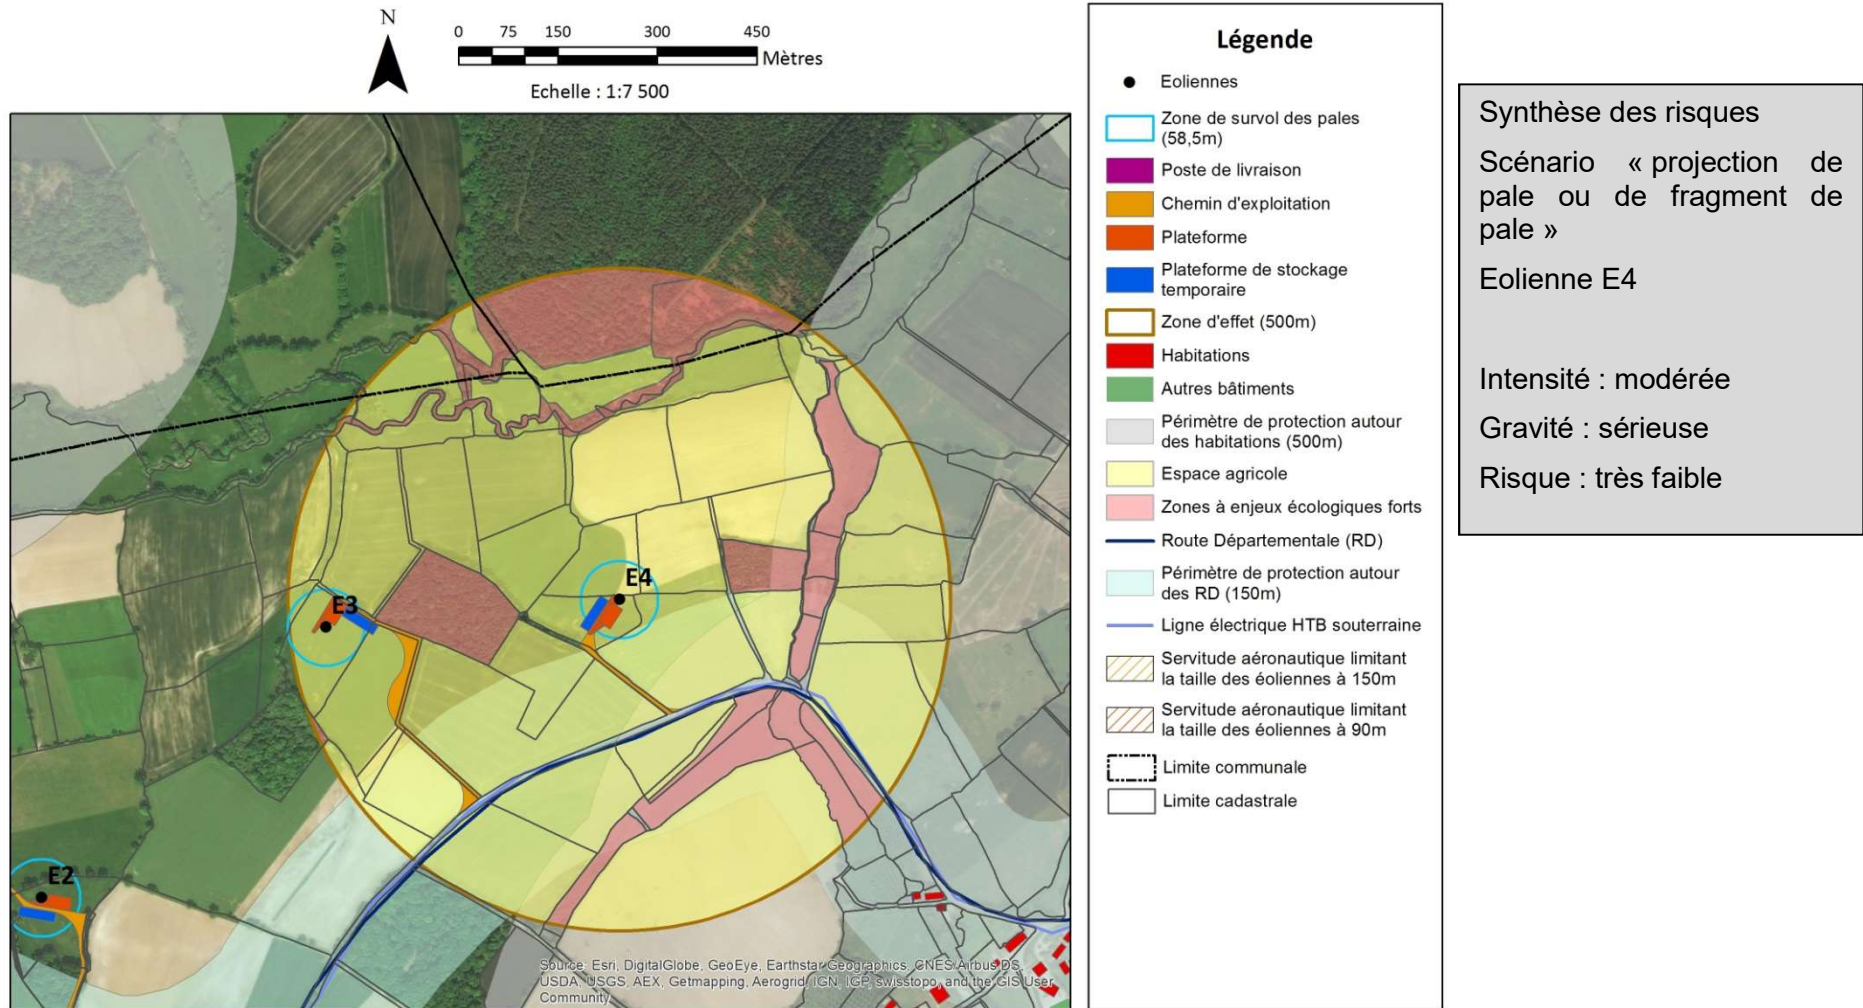 N
0 75 150 300 450
Mètres
Echelle : 1:7 500
E3
E4
E2
Source: Esri, DigitalGlobe, GeoEye, Earthstar Geographics, CNES/Airbus DS,
USDA, USGS, AEX, Getmapping, Aerogrid, IGN, IGP, swisstopo, and the GIS User
Community
Légende
Eoliennes
Zone de survol des pales
(58,5m)
Poste de livraison
Chemin d'exploitation
Plateforme
Plateforme de stockage
temporaire
Zone d'effet (500m)
Habitations
Autres bâtiments
Périmètre de protection autour
des habitations (500m)
Espace agricole
Zones à enjeux écologiques forts
Route Départementale (RD)
Périmètre de protection autour
des RD (150m)
Ligne électrique HTB souterraine
Servitude aéronautique limitant
la taille des éoliennes à 150m
Servitude aéronautique limitant
la taille des éoliennes à 90m
Limite communale
Limite cadastrale
Synthèse des risques
Scénario « projection de
pale ou de fragment de
pale »
Eolienne E4
Intensité : modérée
Gravité : sérieuse
Risque : très faible